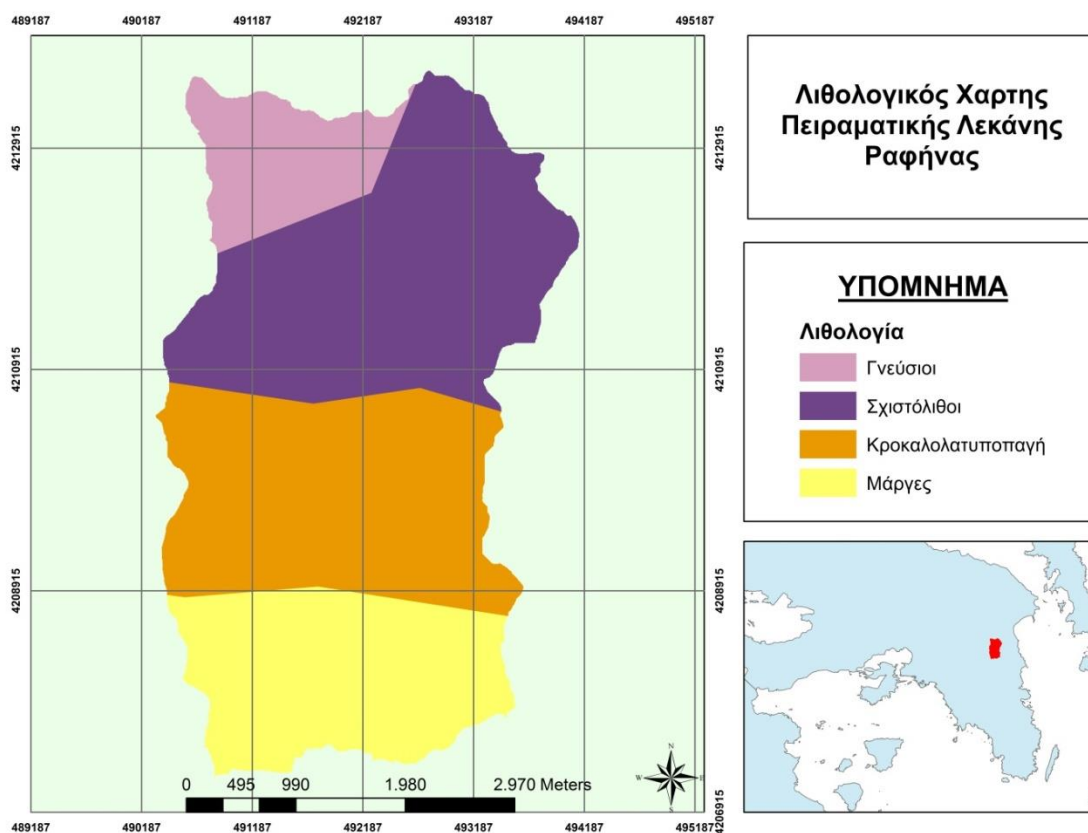 489187 490187 491187 492187 493187 494187 495187
Λιθολογικός Χαρτης
Πειραματικής Λεκάνης
Ραφήνας
4212915 4212915
ΥΠΟΜΝΗΜΑ
Λιθολογία
Γνεύσιοι
4210915 4210915
Σχιστόλιθοι
Κροκαλολατυποπαγή
Μάργες
4208915 4208915
N
W E
S
0 495 990 1.980 2.970 Meters
4206915
489187 490187 491187 492187 493187 494187 495187